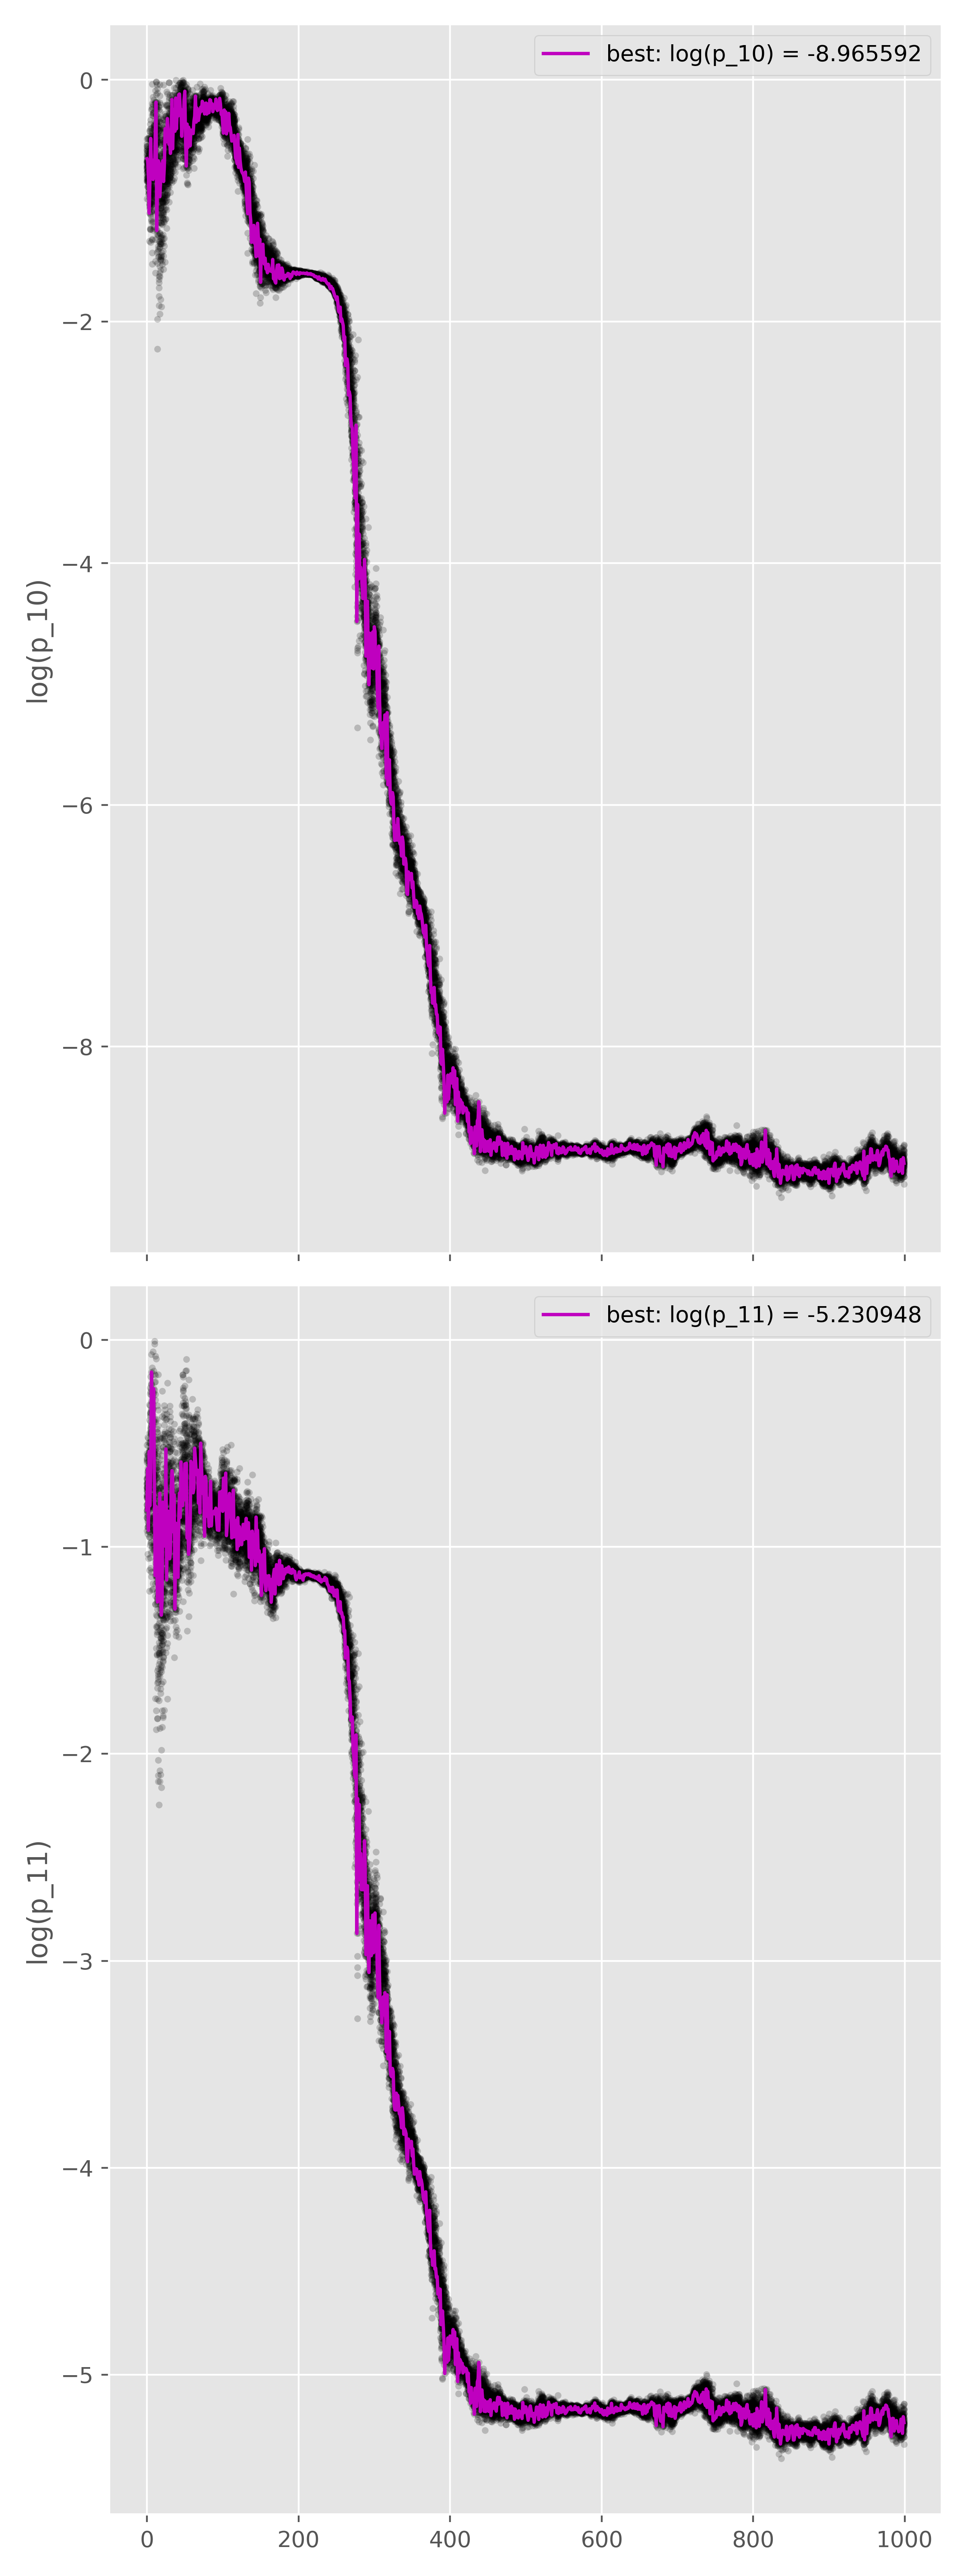 best: log(p_10) = -8.965592
0
−2
−4
−6
−8
log(p_10)
best: log(p_11) = -5.230948
0
−1
−2
−3
−4
−5
log(p_11)
0 200 400 600 800 1000